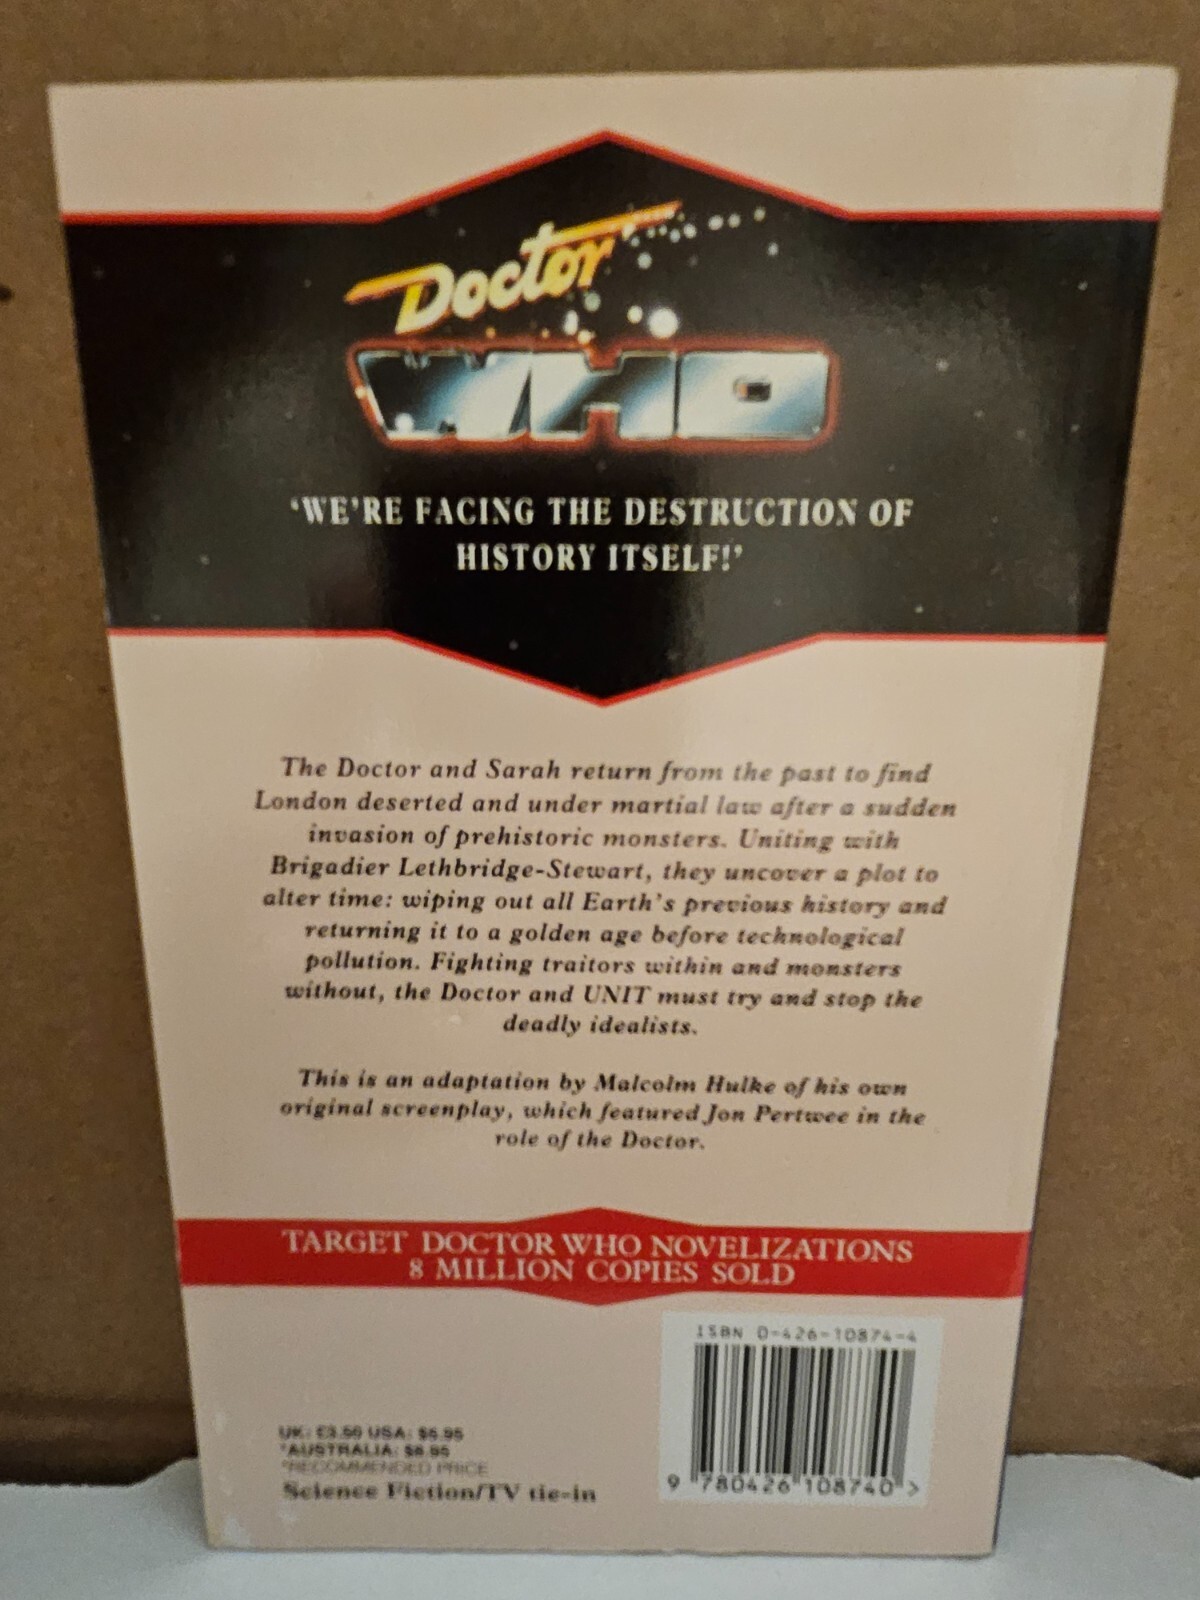 Doctor
WHO
‘WE’RE FACING THE DESTRUCTION OF
HISTORY ITSELF!’
The Doctor and Sarah return from the past to find
London deserted and under martial law after a sudden
invasion of prehistoric monsters. Uniting with
Brigadier Lethbridge-Stewart, they uncover a plot to
alter time: wiping out all Earth’s previous history and
returning it to a golden age before technological
pollution. Fighting traitors within and monsters
without, the Doctor and UNIT must try and stop the
deadly idealists.
This is an adaptation by Malcolm Hulke of his own
original screenplay, which featured Jon Pertwee in the
role of the Doctor.
TARGET DOCTOR WHO NOVELIZATIONS
8 MILLION COPIES SOLD
ISBN 0-426-10874-4
UK: £3.50 USA: $5.95
*AUSTRALIA:
*RECOMMENDED PRICE
Science Fiction/TV tie-in
9 780426 108740 >